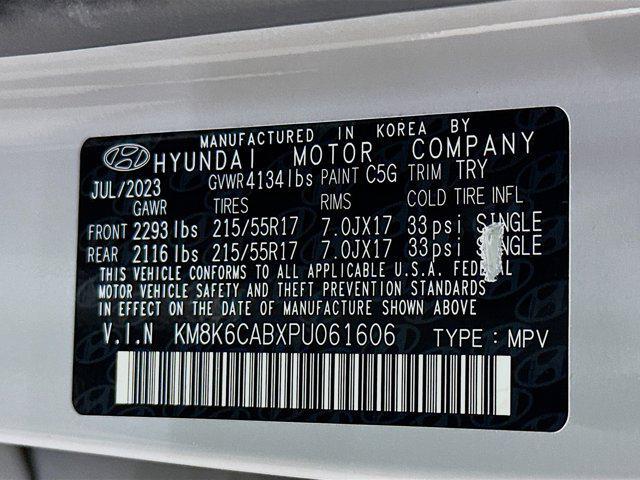 MANUFACTURED IN KOREA BY
HYUNDAI MOTOR COMPANY
JUL/2023 GVWR 4134lbs PAINT C5G TRIM TRY
GAWR TIRES RIMS COLD TIRE INFL
FRONT 2293 lbs 215/55R17 7.0JX17 33psi SINGLE
REAR 2116 lbs 215/55R17 7.0JX17 33psi SINGLE
THIS VEHICLE CONFORMS TO ALL APPLICABLE U.S.A. FEDERAL
MOTOR VEHICLE SAFETY AND THEFT PREVENTION STANDARDS
IN EFFECT ON THE DATE OF MANUFACTURE SHOWN ABOVE
V.I.N KM8K6CABXPU061606 TYPE : MPV